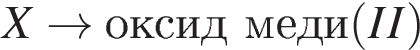 X → оксид меди(II)